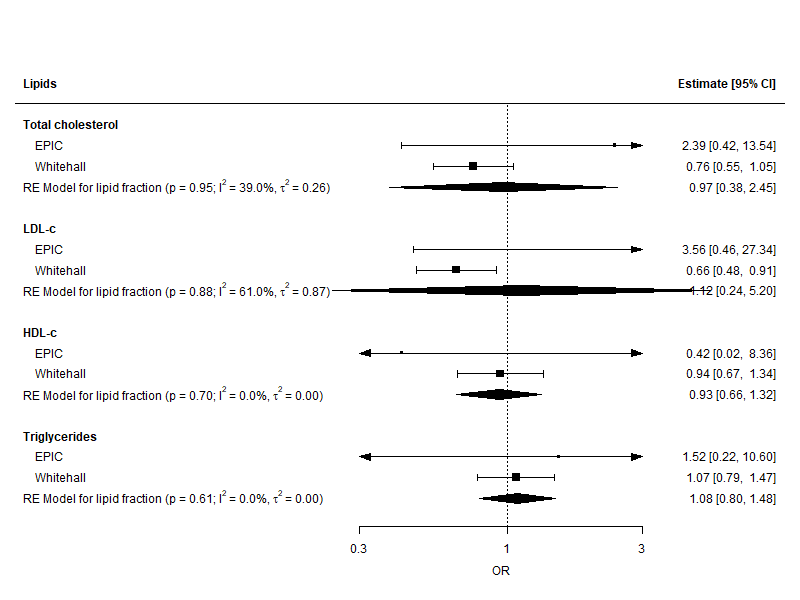 Lipids Estimate [95% CI]
Total cholesterol
EPIC 2.39 [0.42, 13.54]
Whitehall 0.76 [0.55, 1.05]
RE Model for lipid fraction (p = 0.95; I² = 39.0%, τ² = 0.26) 0.97 [0.38, 2.45]
LDL-c
EPIC 3.56 [0.46, 27.34]
Whitehall 0.66 [0.48, 0.91]
RE Model for lipid fraction (p = 0.88; I² = 61.0%, τ² = 0.87) 1.12 [0.24, 5.20]
HDL-c
EPIC 0.42 [0.02, 8.36]
Whitehall 0.94 [0.67, 1.34]
RE Model for lipid fraction (p = 0.70; I² = 0.0%, τ² = 0.00) 0.93 [0.66, 1.32]
Triglycerides
EPIC 1.52 [0.22, 10.60]
Whitehall 1.07 [0.79, 1.47]
RE Model for lipid fraction (p = 0.61; I² = 0.0%, τ² = 0.00) 1.08 [0.80, 1.48]
0.3 1 3
OR